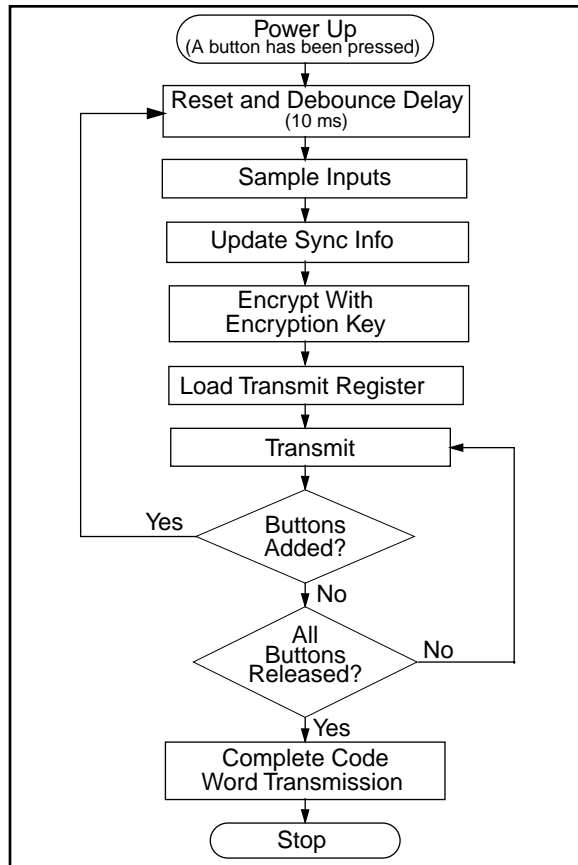 Power Up
(A button has been pressed)
Reset and Debounce Delay
(10 ms)
Sample Inputs
Update Sync Info
Encrypt With
Encryption Key
Load Transmit Register
Transmit
Yes
Buttons
Added?
No
All
Buttons
Released?
No
Yes
Complete Code
Word Transmission
Stop